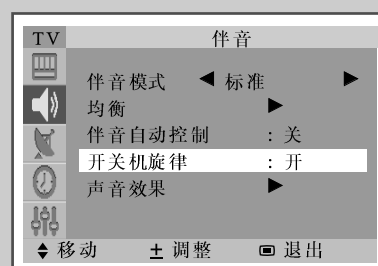 TV 伴音
伴音模式 ◀ 标准 ▶
均衡 ▶
伴音自动控制 : 关
开关机旋律 : 开
声音效果 ▶
移动 ± 调整 退出